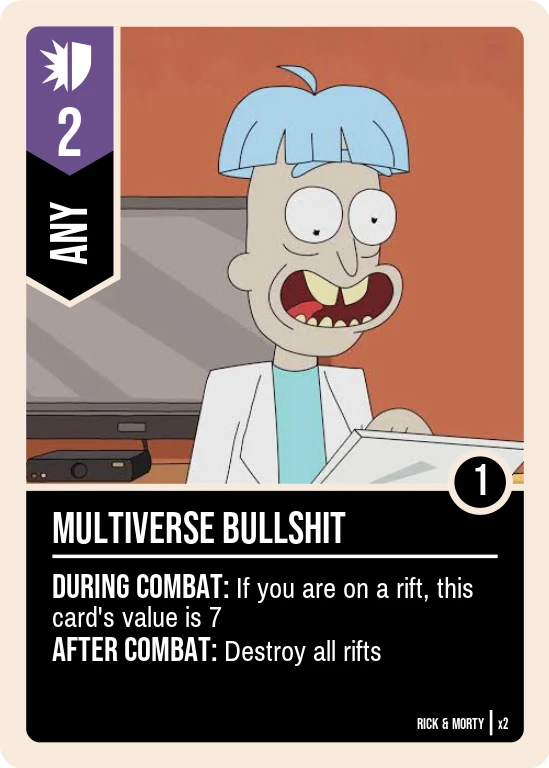 2
ANY
1
MULTIVERSE BULLSHIT
DURING COMBAT: If you are on a rift, this
card's value is 7
AFTER COMBAT: Destroy all rifts
RICK & MORTY | x2